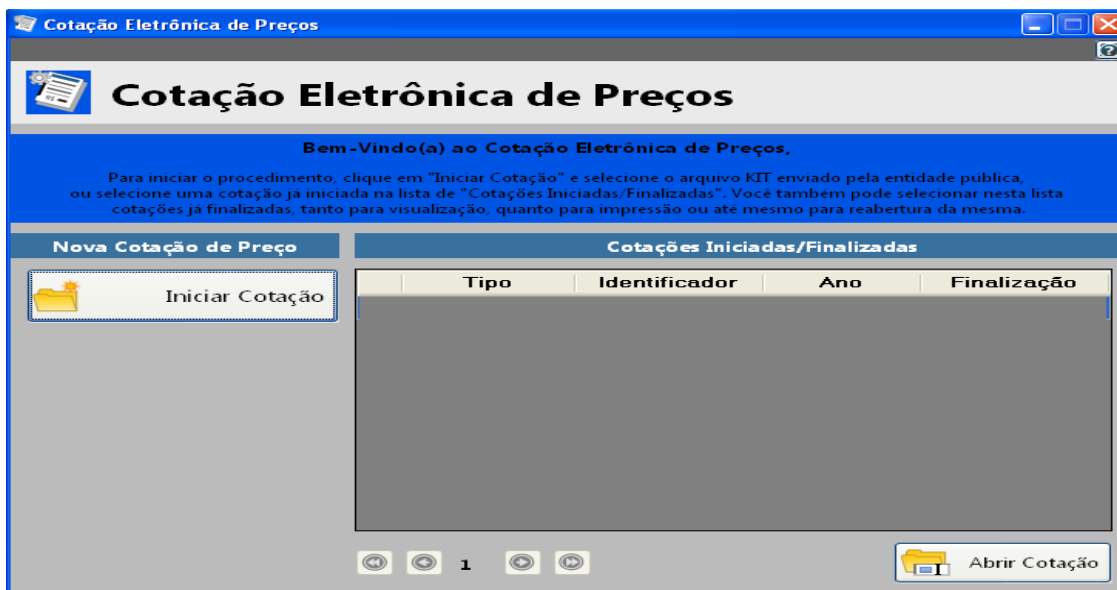 Cotação Eletrônica de Preços
Cotação Eletrônica de Preços
Bem-Vindo(a) ao Cotação Eletrônica de Preços,
Para iniciar o procedimento, clique em "Iniciar Cotação" e selecione o arquivo KIT enviado pela entidade pública,
ou selecione uma cotação já iniciada na lista de "Cotações Iniciadas/Finalizadas". Você também pode selecionar nesta lista
cotações já finalizadas, tanto para visualização, quanto para impressão ou até mesmo para reabertura da mesma.
Nova Cotação de Preço
Cotações Iniciadas/Finalizadas
Iniciar Cotação
Tipo Identificador Ano Finalização
1
Abrir Cotação